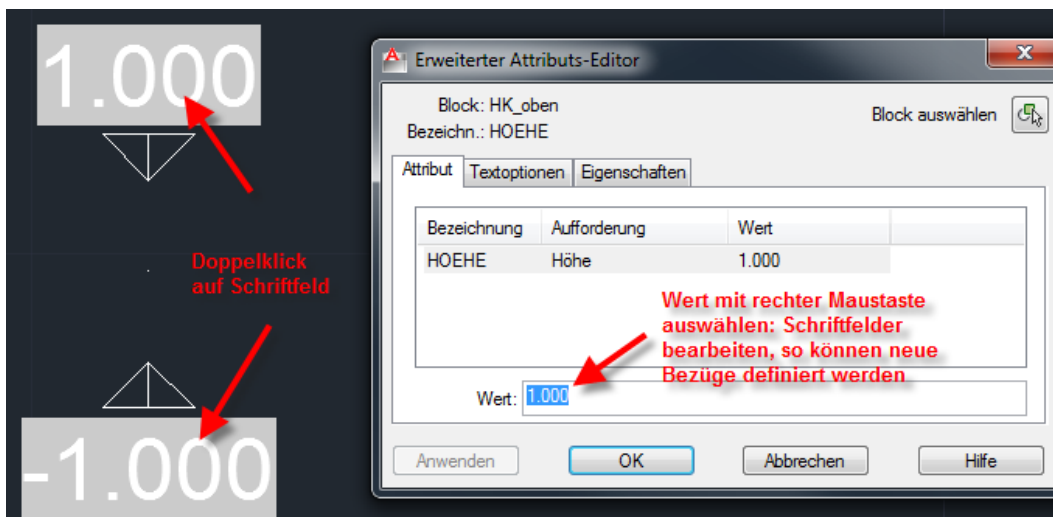 1.000
Doppelklick
auf Schriftfeld
-1.000
Erweiterter Attributs-Editor
Block: HK_oben
Bezeichn.: HOEHE
Block auswählen
Attribut Textoptionen Eigenschaften
Bezeichnung Aufforderung Wert
HOEHE Höhe 1.000
Wert mit rechter Maustaste
auswählen: Schriftfelder
bearbeiten, so können neue
Bezüge definiert werden
Wert: 1.000
Anwenden OK Abbrechen Hilfe